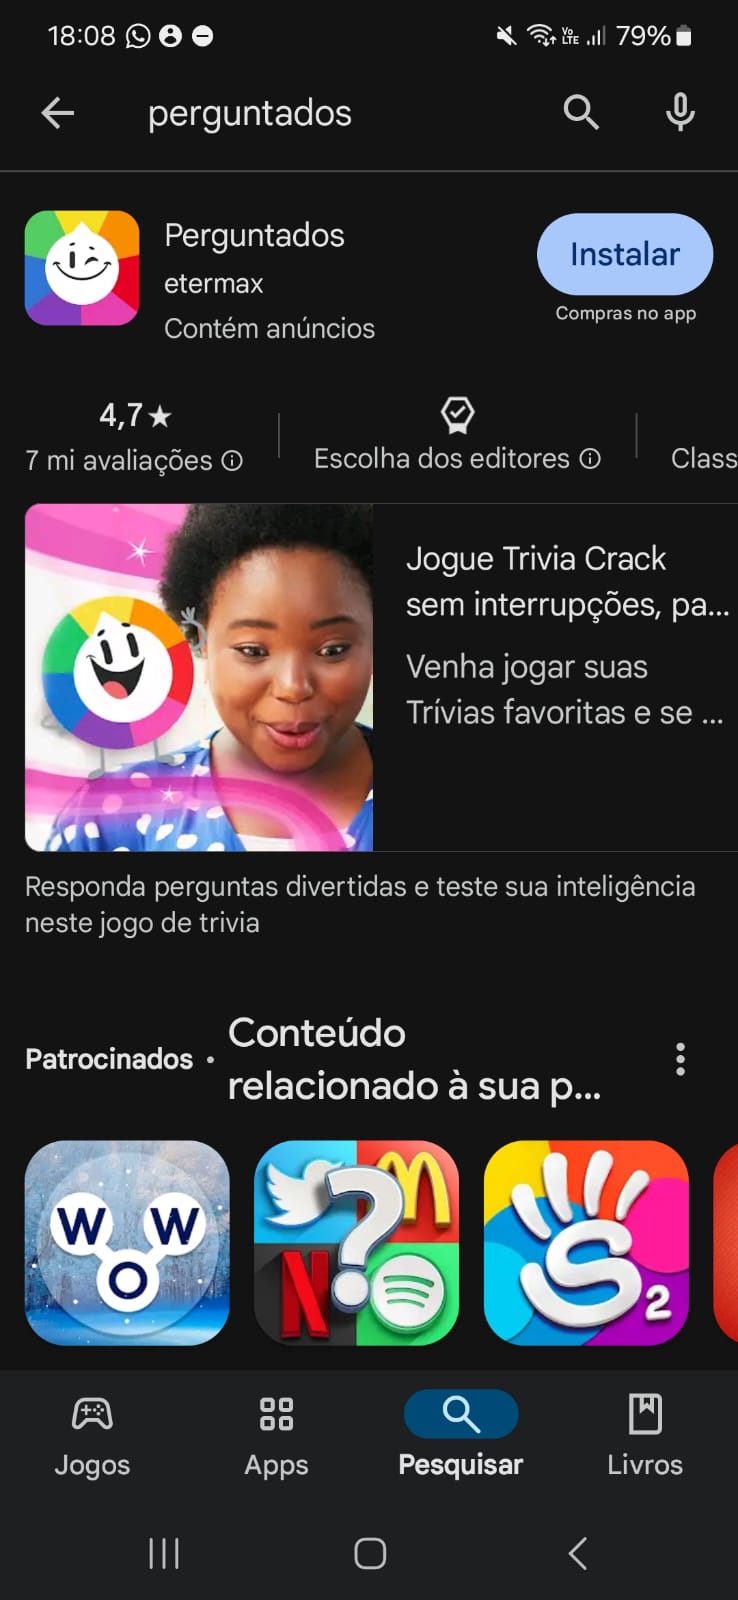 18:08
Vo LTE 79%
perguntados
Perguntados
etermax
Contém anúncios
Instalar
Compras no app
4,7★
7 mi avaliações
Escolha dos editores
Class
Jogue Trivia Crack
sem interrupções, pa...
Venha jogar suas
Trívias favoritas e se ...
Responda perguntas divertidas e teste sua inteligência
neste jogo de trivia
Patrocinados •
Conteúdo
relacionado à sua p...
W W
O
?
M
N
S
2
Jogos
Apps
Pesquisar
Livros